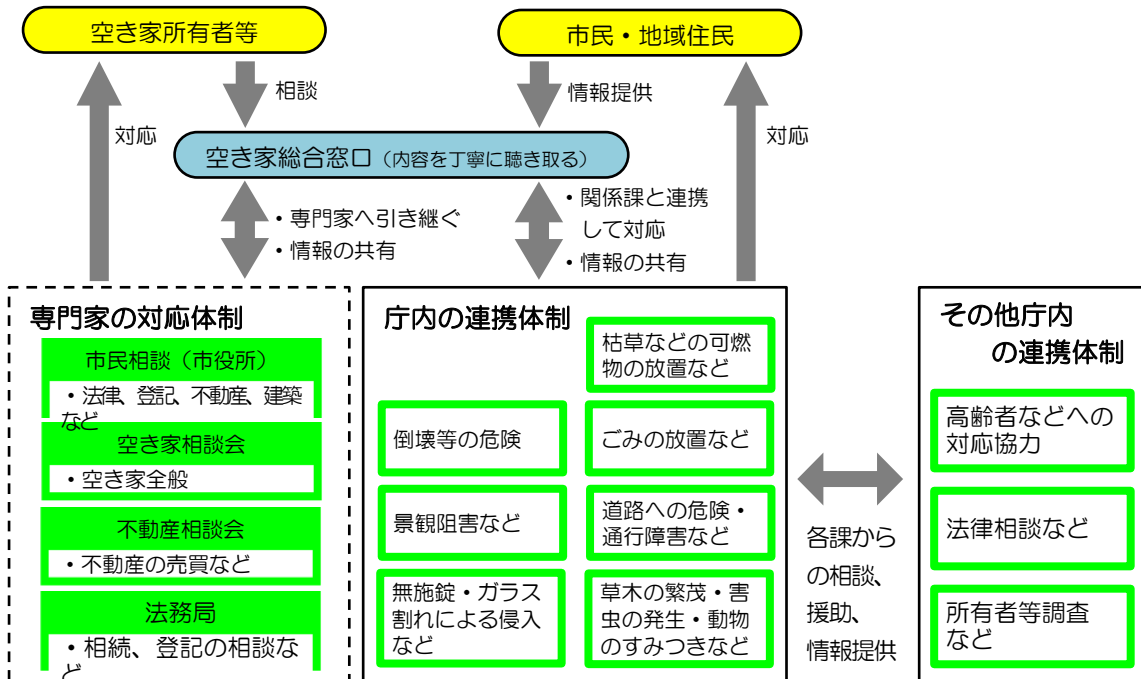 空き家所有者等
市民・地域住民
相談
情報提供
対応
対応
空き家総合窓口（内容を丁寧に聴き取る）
・専門家へ引き継ぐ
・情報の共有
・関係課と連携
して対応
・情報の共有
専門家の対応体制
市民相談（市役所）
・法律、登記、不動産、建築
など
空き家相談会
・空き家全般
不動産相談会
・不動産の売買など
法務局
・相続、登記の相談な
ど
庁内の連携体制
枯草などの可燃
物の放置など
倒壊等の危険
ごみの放置など
景観阻害など
道路への危険・
通行障害など
無施錠・ガラス
割れによる侵入
など
草木の繁茂・害
虫の発生・動物
のすみつきなど
各課から
の相談、
援助、
情報提供
その他庁内
の連携体制
高齢者などへの
対応協力
法律相談など
所有者等調査
など